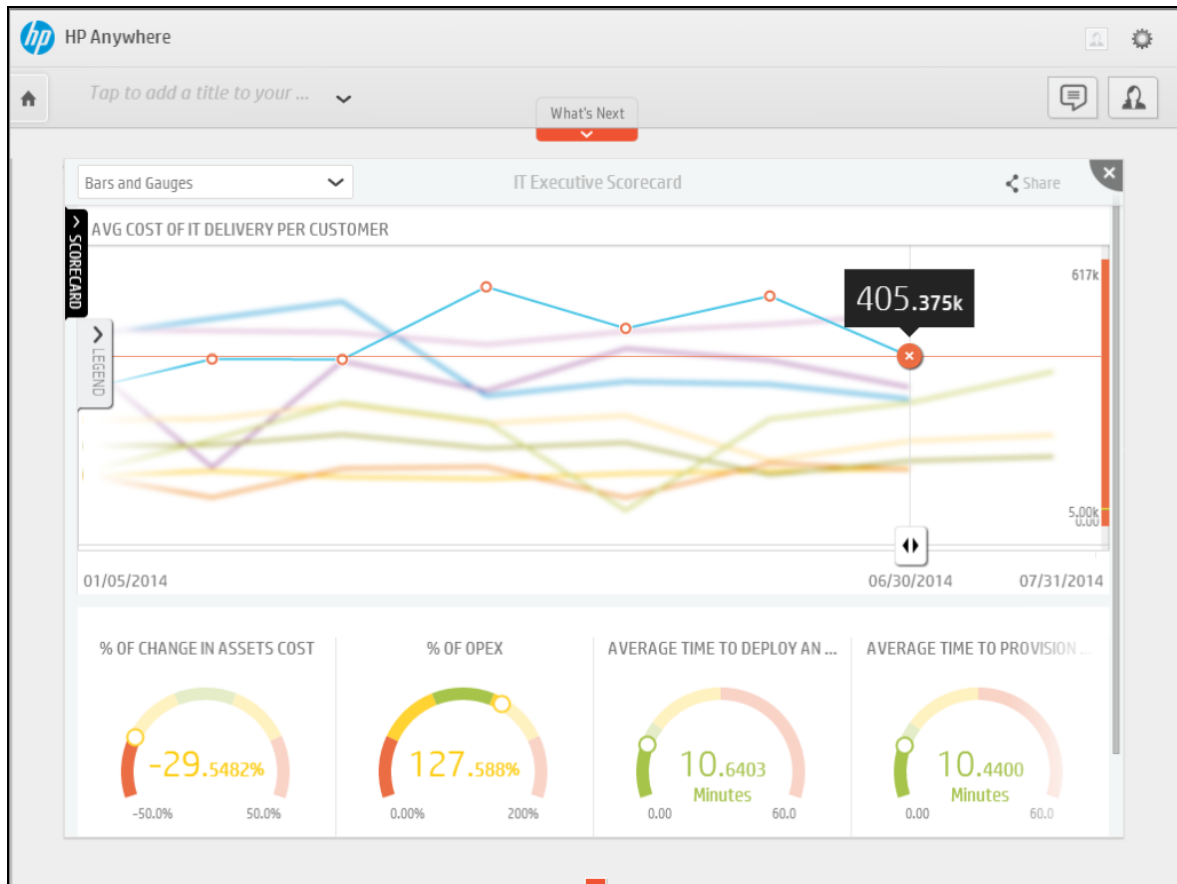 hp HP Anywhere
Tap to add a title to your ...
What's Next
Bars and Gauges
IT Executive Scorecard
Share
SCORECARD
AVG COST OF IT DELIVERY PER CUSTOMER
LEGEND
617k
405.375k
5.00k
0.00
01/05/2014
06/30/2014
07/31/2014
% OF CHANGE IN ASSETS COST
-29.5482%
-50.0%
50.0%
% OF OPEX
127.588%
0.00%
200%
AVERAGE TIME TO DEPLOY AN ...
10.6403
Minutes
0.00
60.0
AVERAGE TIME TO PROVISION ...
10.4400
Minutes
0.00
60.0